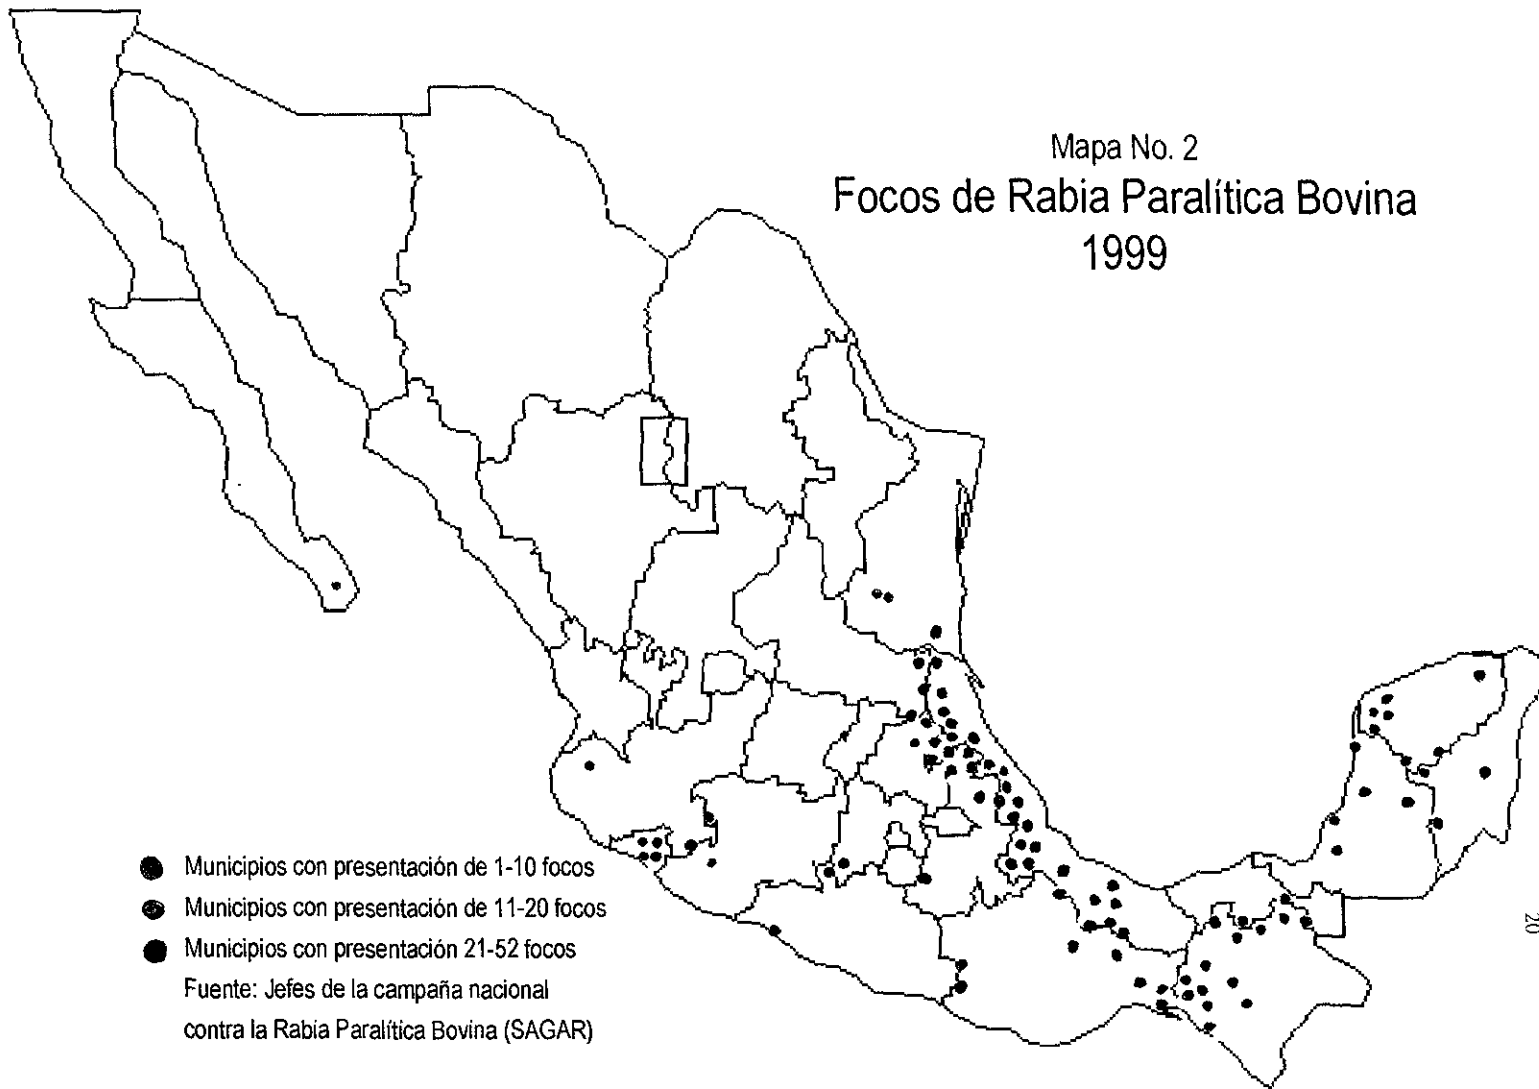 Mapa No. 2
Focos de Rabia Paralítica Bovina
1999
Municipios con presentación de 1-10 focos
Municipios con presentación de 11-20 focos
Municipios con presentación 21-52 focos
Fuente: Jefes de la campaña nacional
contra la Rabia Paralítica Bovina (SAGAR)
20